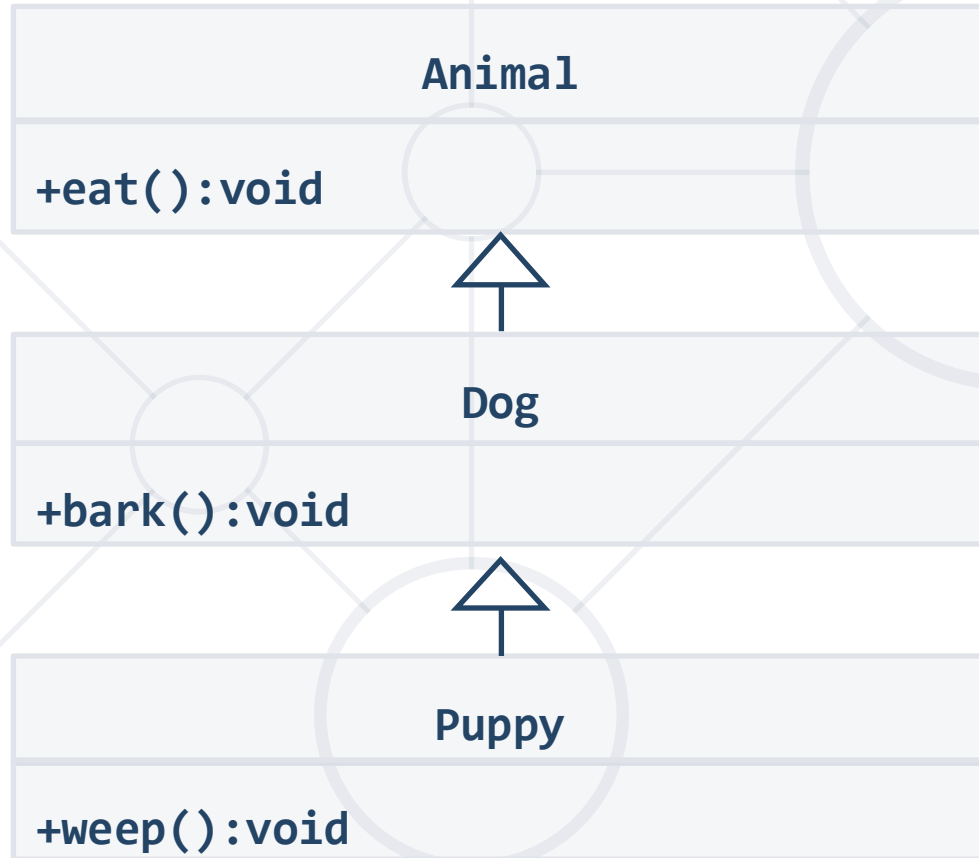 Animal
+eat():void
Dog
+bark():void
Puppy
+weep():void